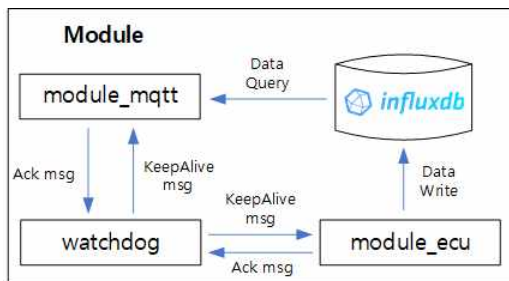 Module
Data
Query
module_mqtt
influxdb
Ack msg
KeepAlive
msg
KeepAlive
msg
Data
Write
watchdog
module_ecu
Ack msg